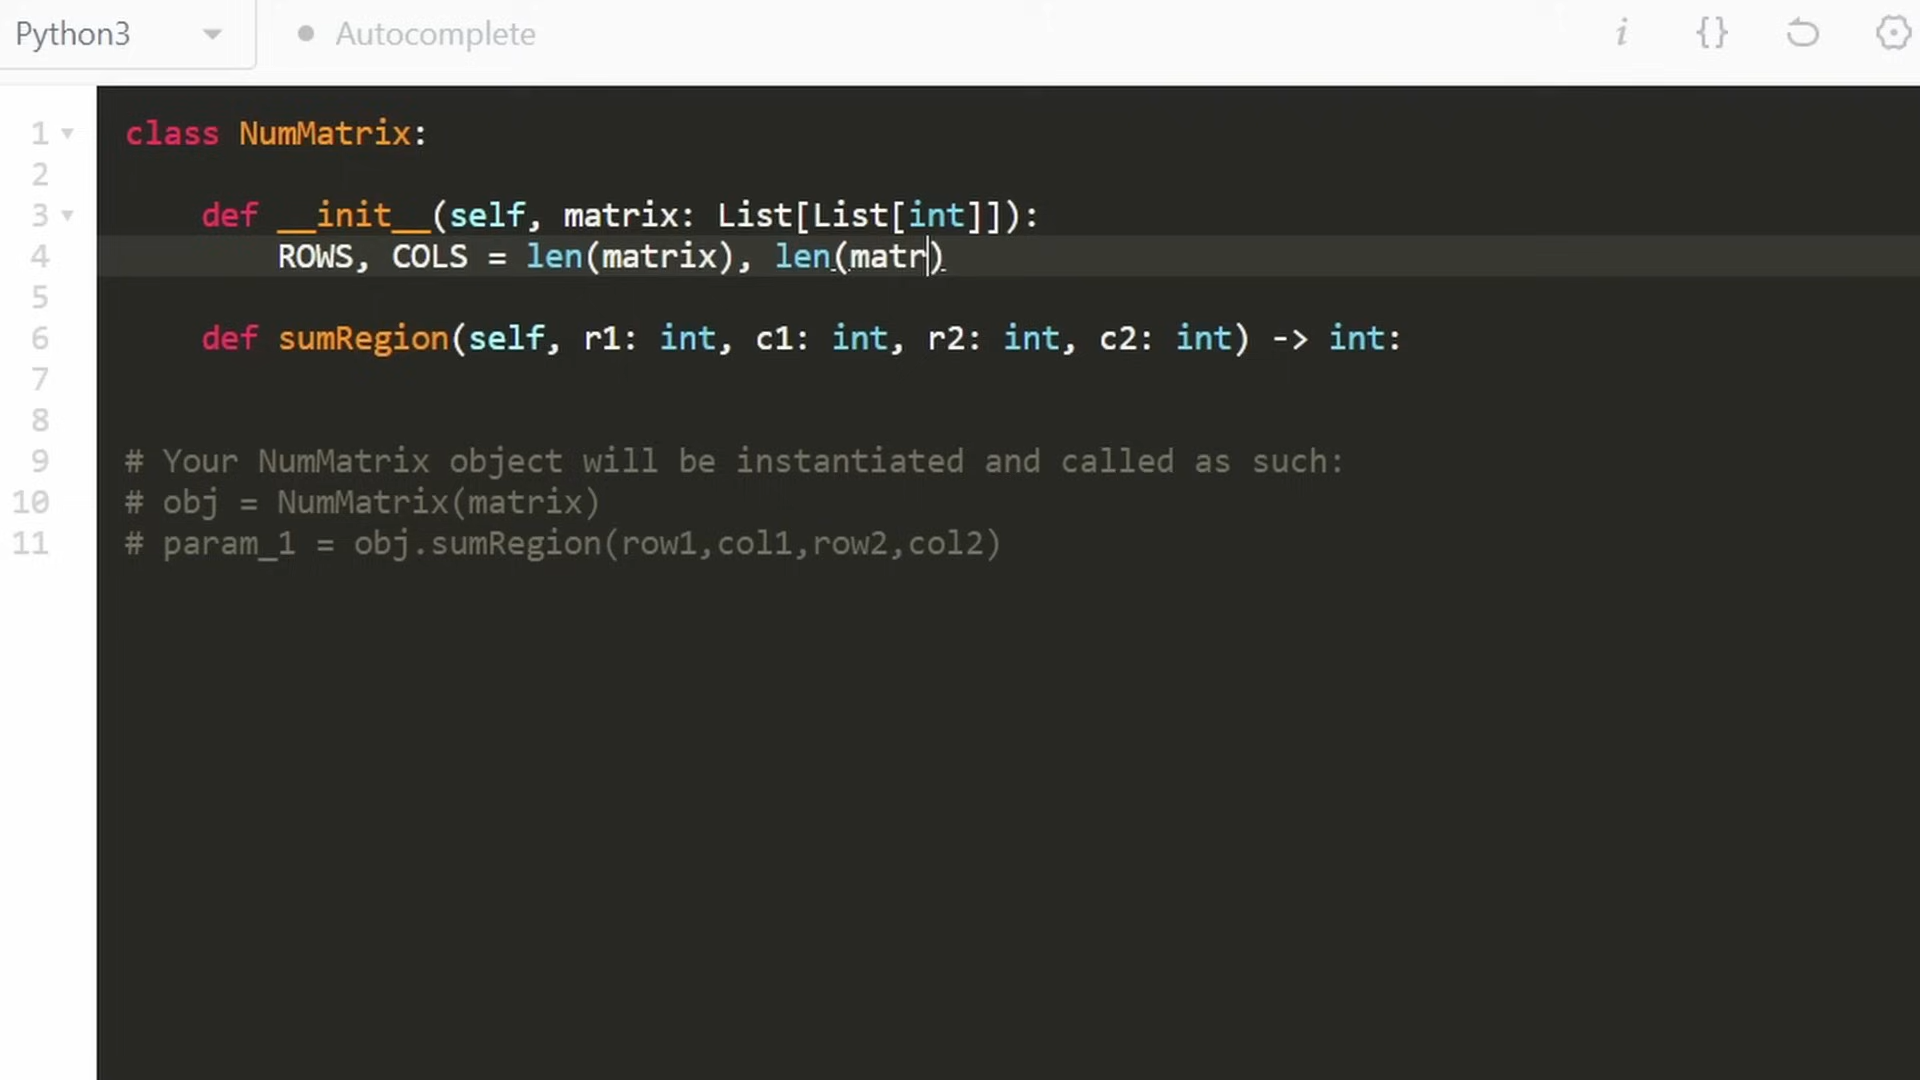 Python3 Autocomplete i {}
1 class NumMatrix:
2
3 def __init__(self, matrix: List[List[int]]):
4 ROWS, COLS = len(matrix), len(matr)
5
6 def sumRegion(self, r1: int, c1: int, r2: int, c2: int) -> int:
7
8
9 # Your NumMatrix object will be instantiated and called as such:
10 # obj = NumMatrix(matrix)
11 # param_1 = obj.sumRegion(row1,col1,row2,col2)